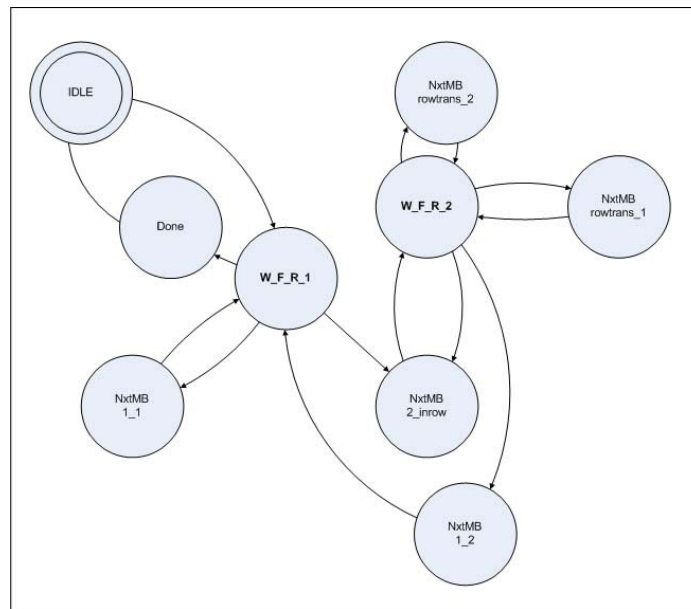 IDLE
NxtMB
rowtrans_2
W_F_R_2
NxtMB
rowtrans_1
Done
W_F_R_1
NxtMB
1_1
NxtMB
2_inrow
NxtMB
1_2